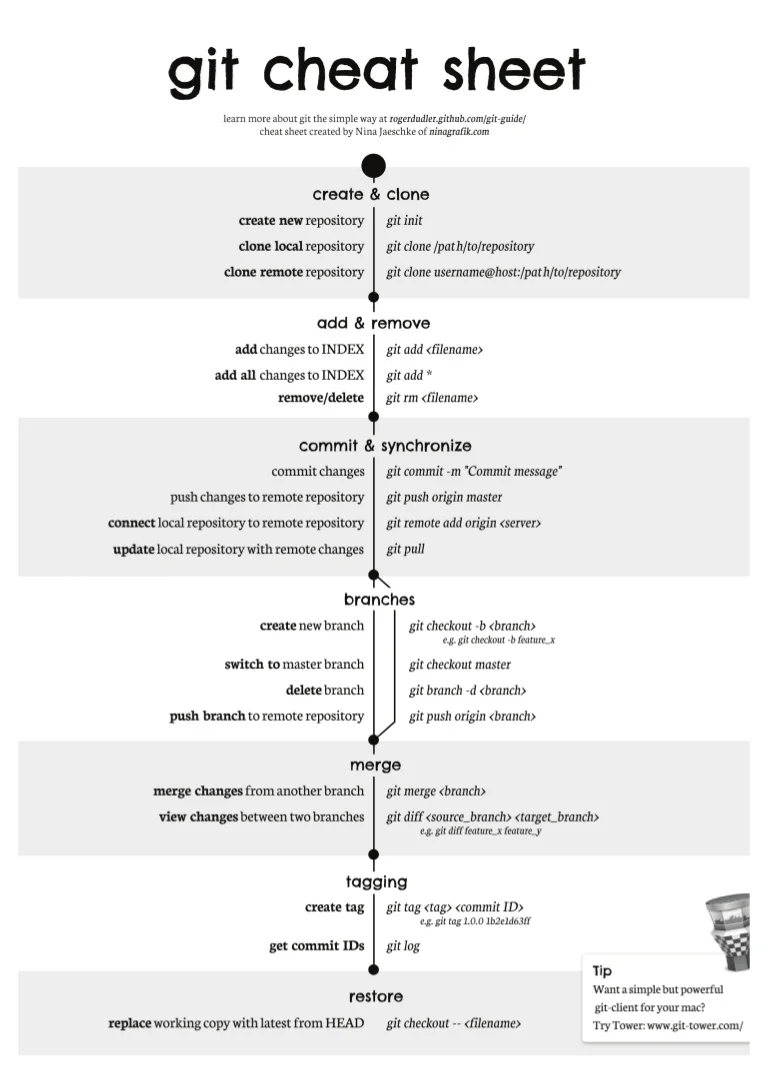 git cheat sheet
learn more about git the simple way at rogerdudler.github.com/git-guide/
cheat sheet created by Nina Jaeschke of ninagrafik.com
create & clone
create new repository git init
clone local repository git clone /path/to/repository
clone remote repository git clone username@host:/path/to/repository
add & remove
add changes to INDEX git add <filename>
add all changes to INDEX git add *
remove/delete git rm <filename>
commit & synchronize
commit changes git commit -m "Commit message"
push changes to remote repository git push origin master
connect local repository to remote repository git remote add origin <server>
update local repository with remote changes git pull
branches
create new branch git checkout -b <branch>
e.g. git checkout -b feature_x
switch to master branch git checkout master
delete branch git branch -d <branch>
push branch to remote repository git push origin <branch>
merge
merge changes from another branch git merge <branch>
view changes between two branches git diff <source_branch> <target_branch>
e.g. git diff feature_x feature_y
tagging
create tag git tag <tag> <commit ID>
e.g. git tag 1.0.0 1b2e1d63ff
get commit IDs git log
restore
replace working copy with latest from HEAD git checkout -- <filename>
Tip
Want a simple but powerful
git-client for your mac?
Try Tower: www.git-tower.com/